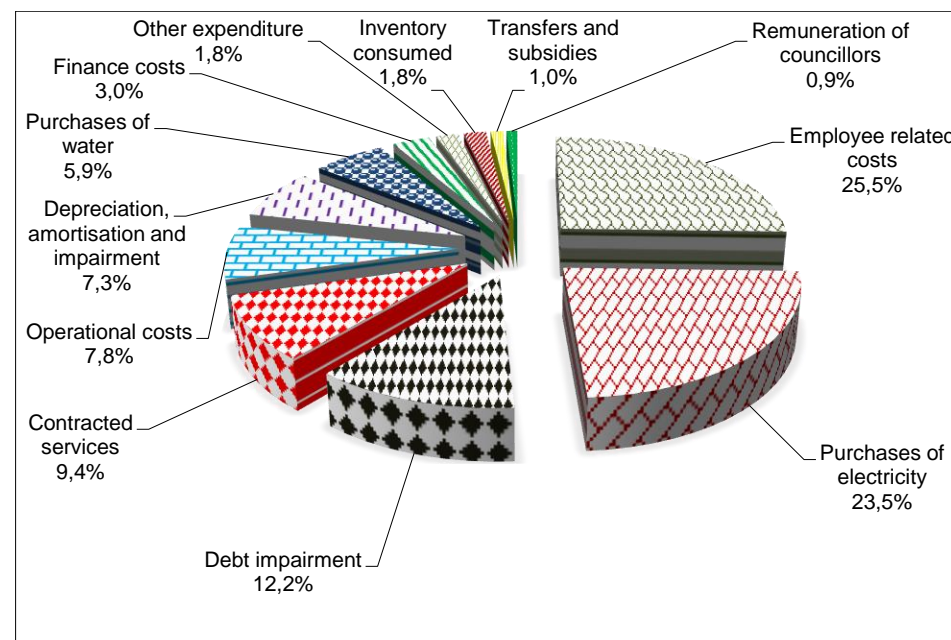 Other expenditure
1,8%
Inventory
consumed
1,8%
Transfers and
subsidies
1,0%
Remuneration of
councillors
0,9%
Finance costs
3,0%
Purchases of
water
5,9%
Employee related
costs
25,5%
Depreciation,
amortisation and
impairment
7,3%
Operational costs
7,8%
Contracted
services
9,4%
Purchases of
electricity
23,5%
Debt impairment
12,2%